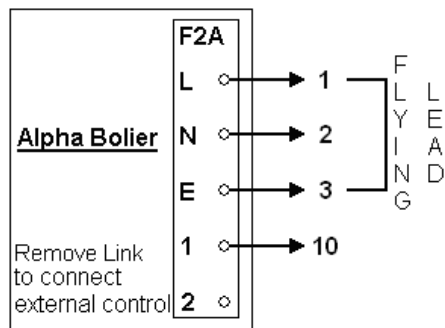 F2A
L 1
N 2
E 3
1 10
2
Alpha Bolier
Remove Link
to connect
external control
FLYING
LEAD